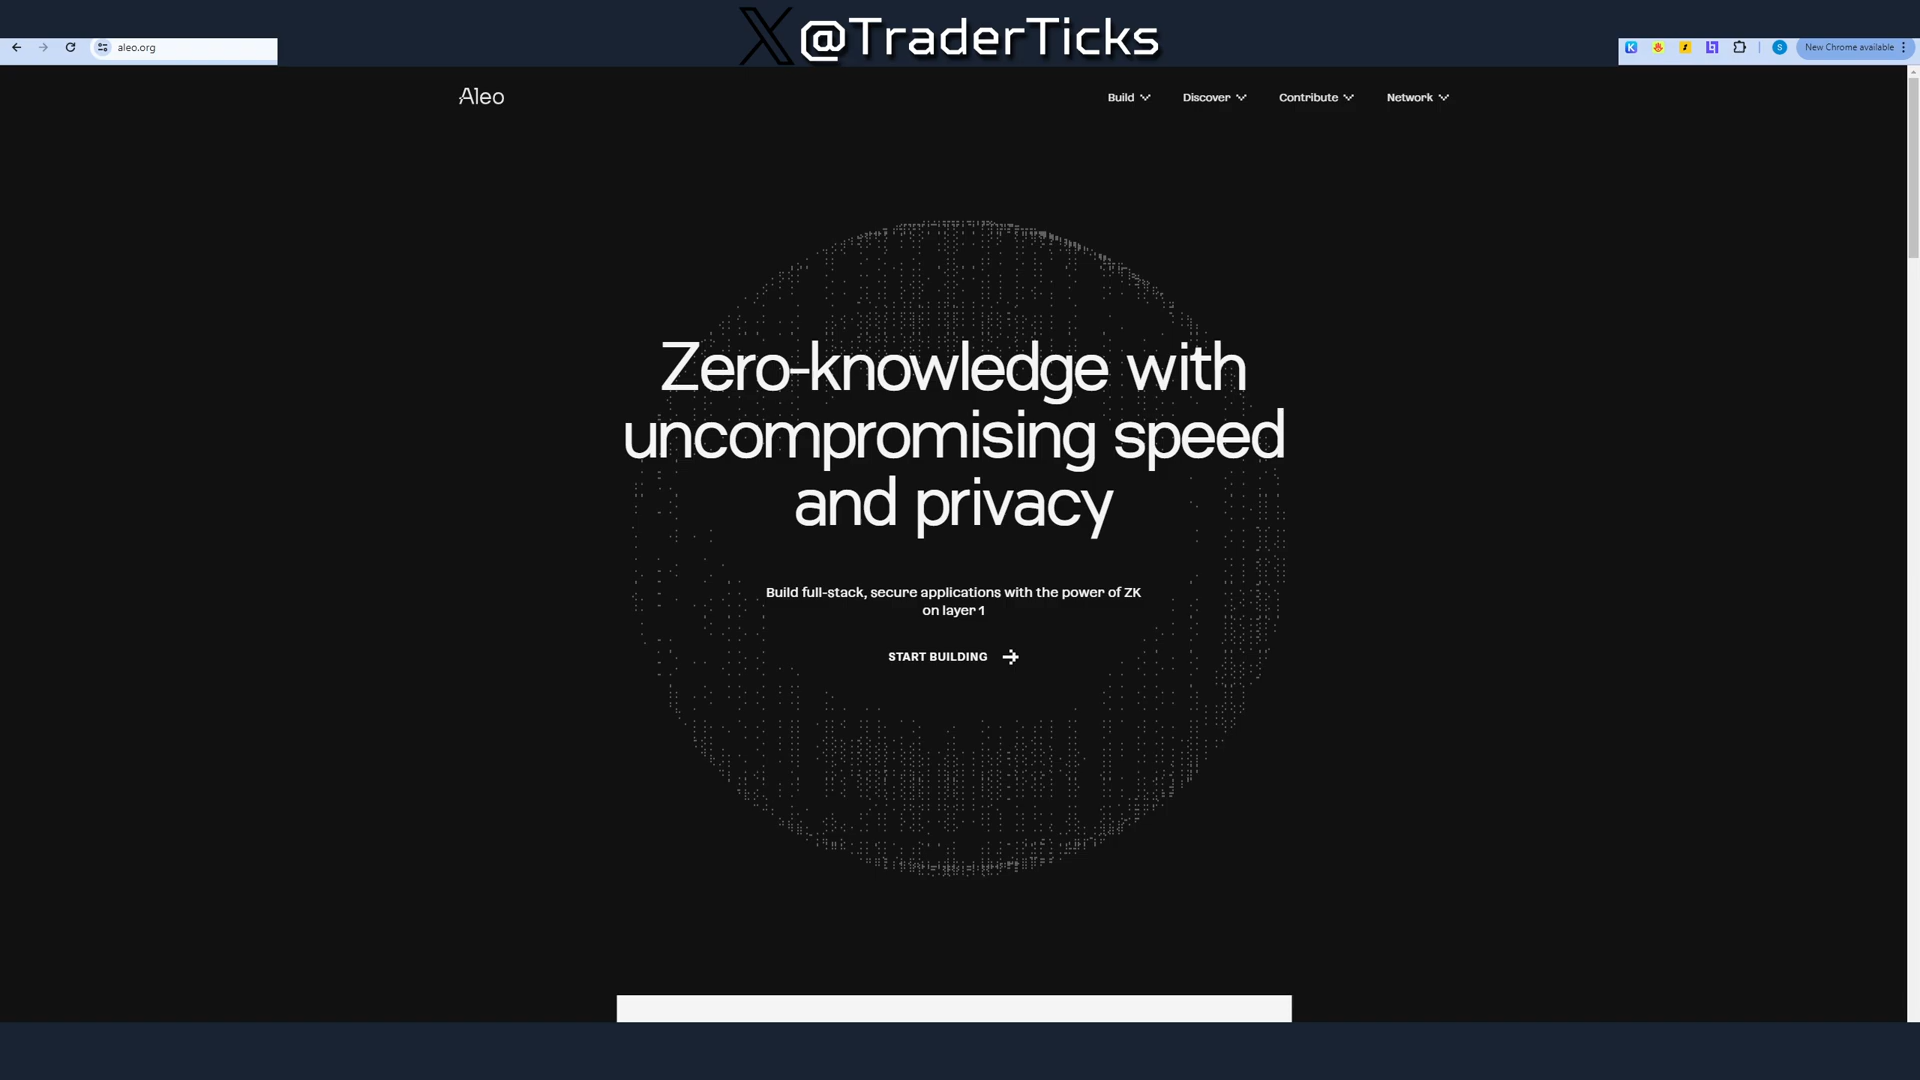 X@TraderTicks
aleo.org
New Chrome available
Aleo
Build Discover Contribute Network
Zero-knowledge with
uncompromising speed
and privacy
Build full-stack, secure applications with the power of ZK
on layer 1
START BUILDING